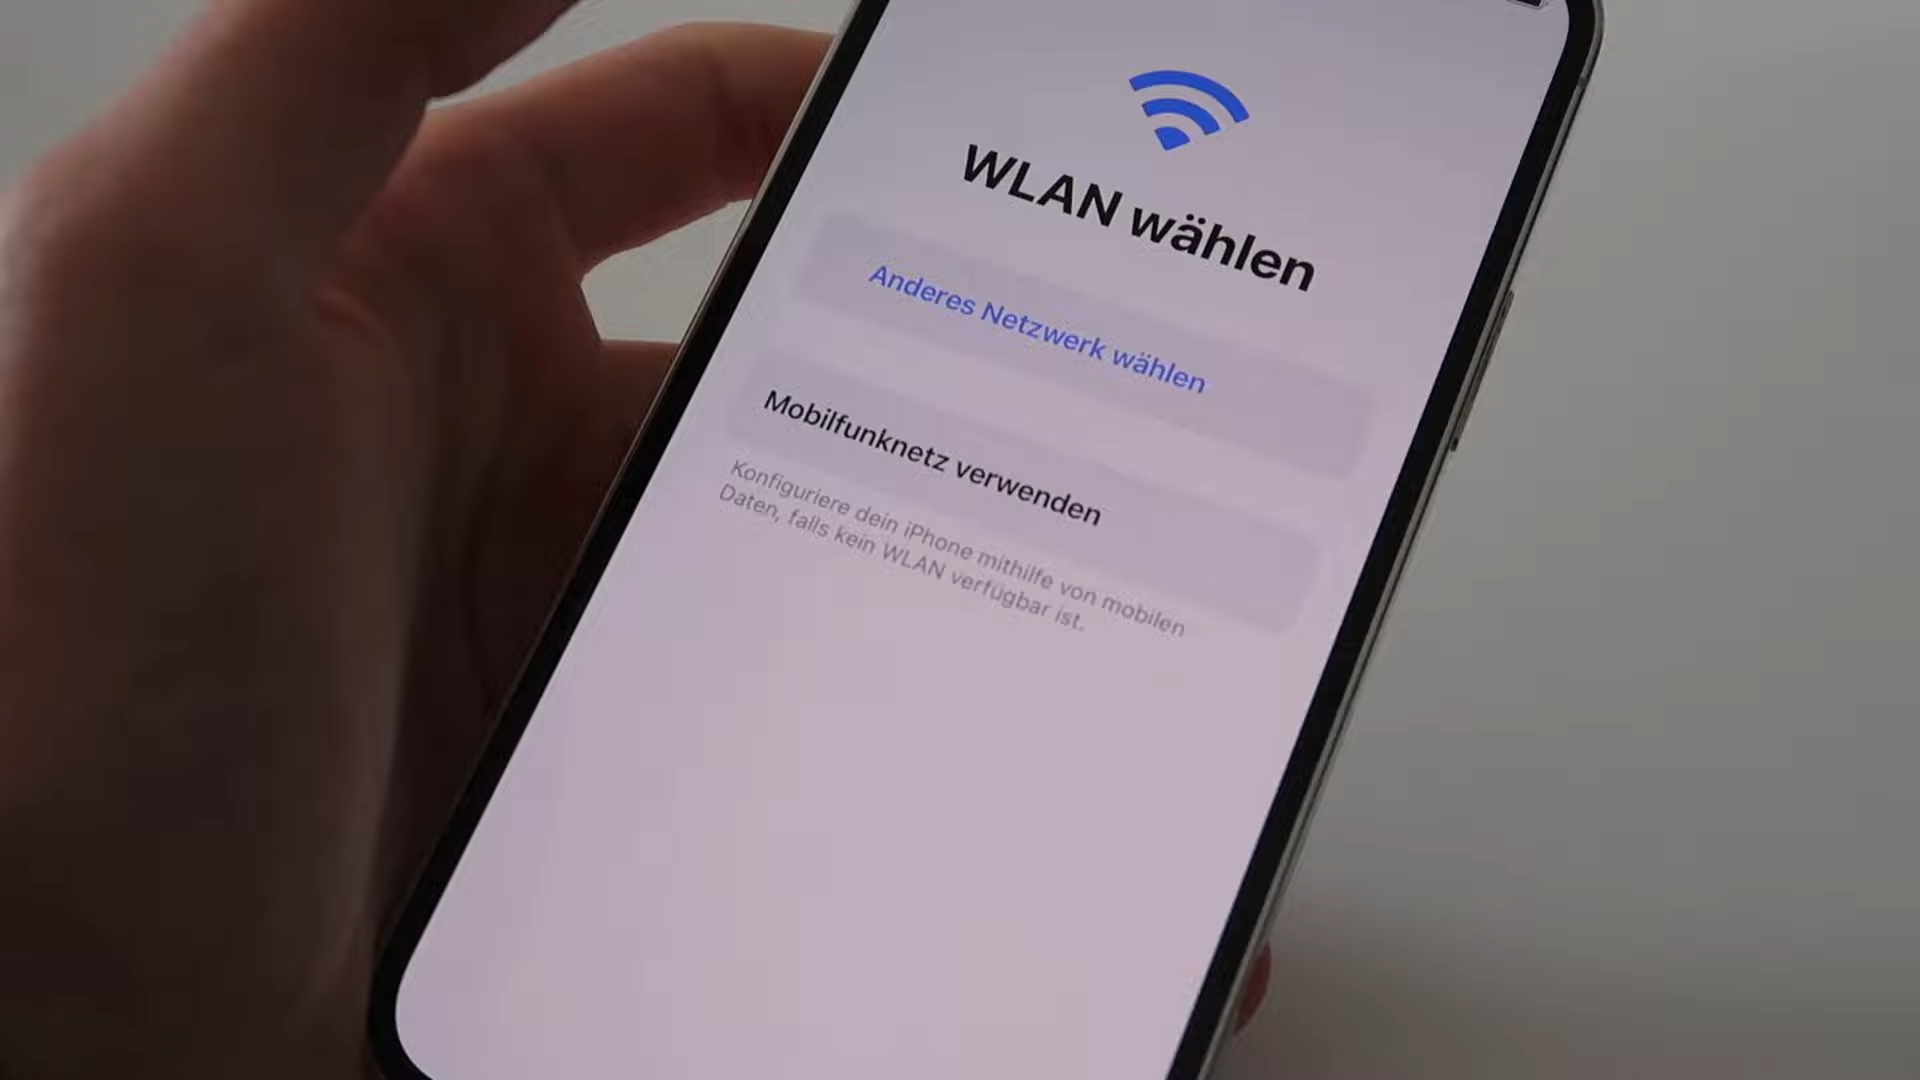 WLAN wählen
Anderes Netzwerk wählen
Mobilfunknetz verwenden
Konfiguriere dein iPhone mithilfe von mobilen
Daten, falls kein WLAN verfügbar ist.